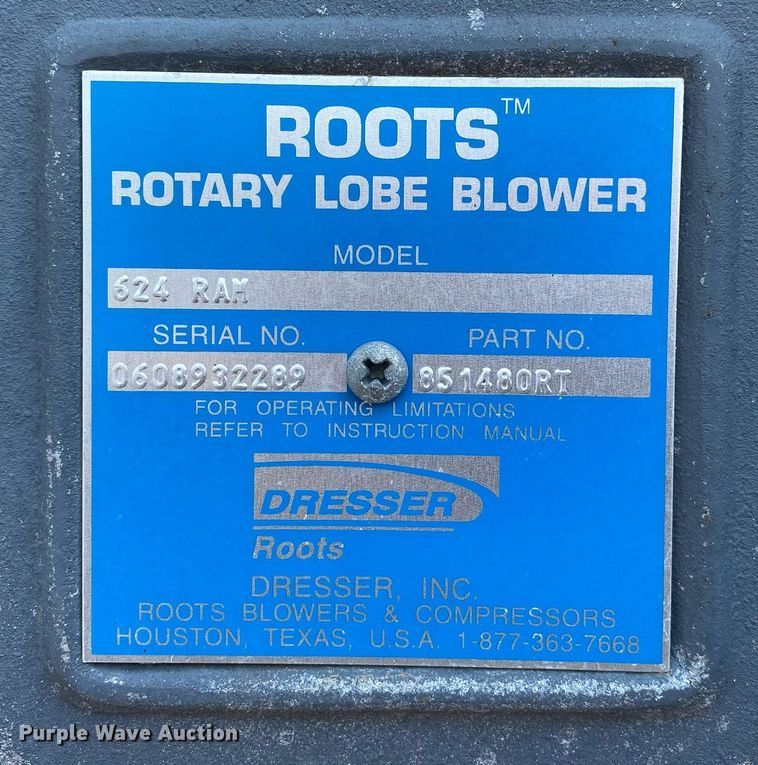 ROOTS™
ROTARY LOBE BLOWER
MODEL
624 RAM
SERIAL NO. PART NO.
0608932289 851480RT
FOR OPERATING LIMITATIONS
REFER TO INSTRUCTION MANUAL
DRESSER
Roots
DRESSER, INC.
ROOTS BLOWERS & COMPRESSORS
HOUSTON, TEXAS, U.S.A. 1-877-363-7668
Purple Wave Auction